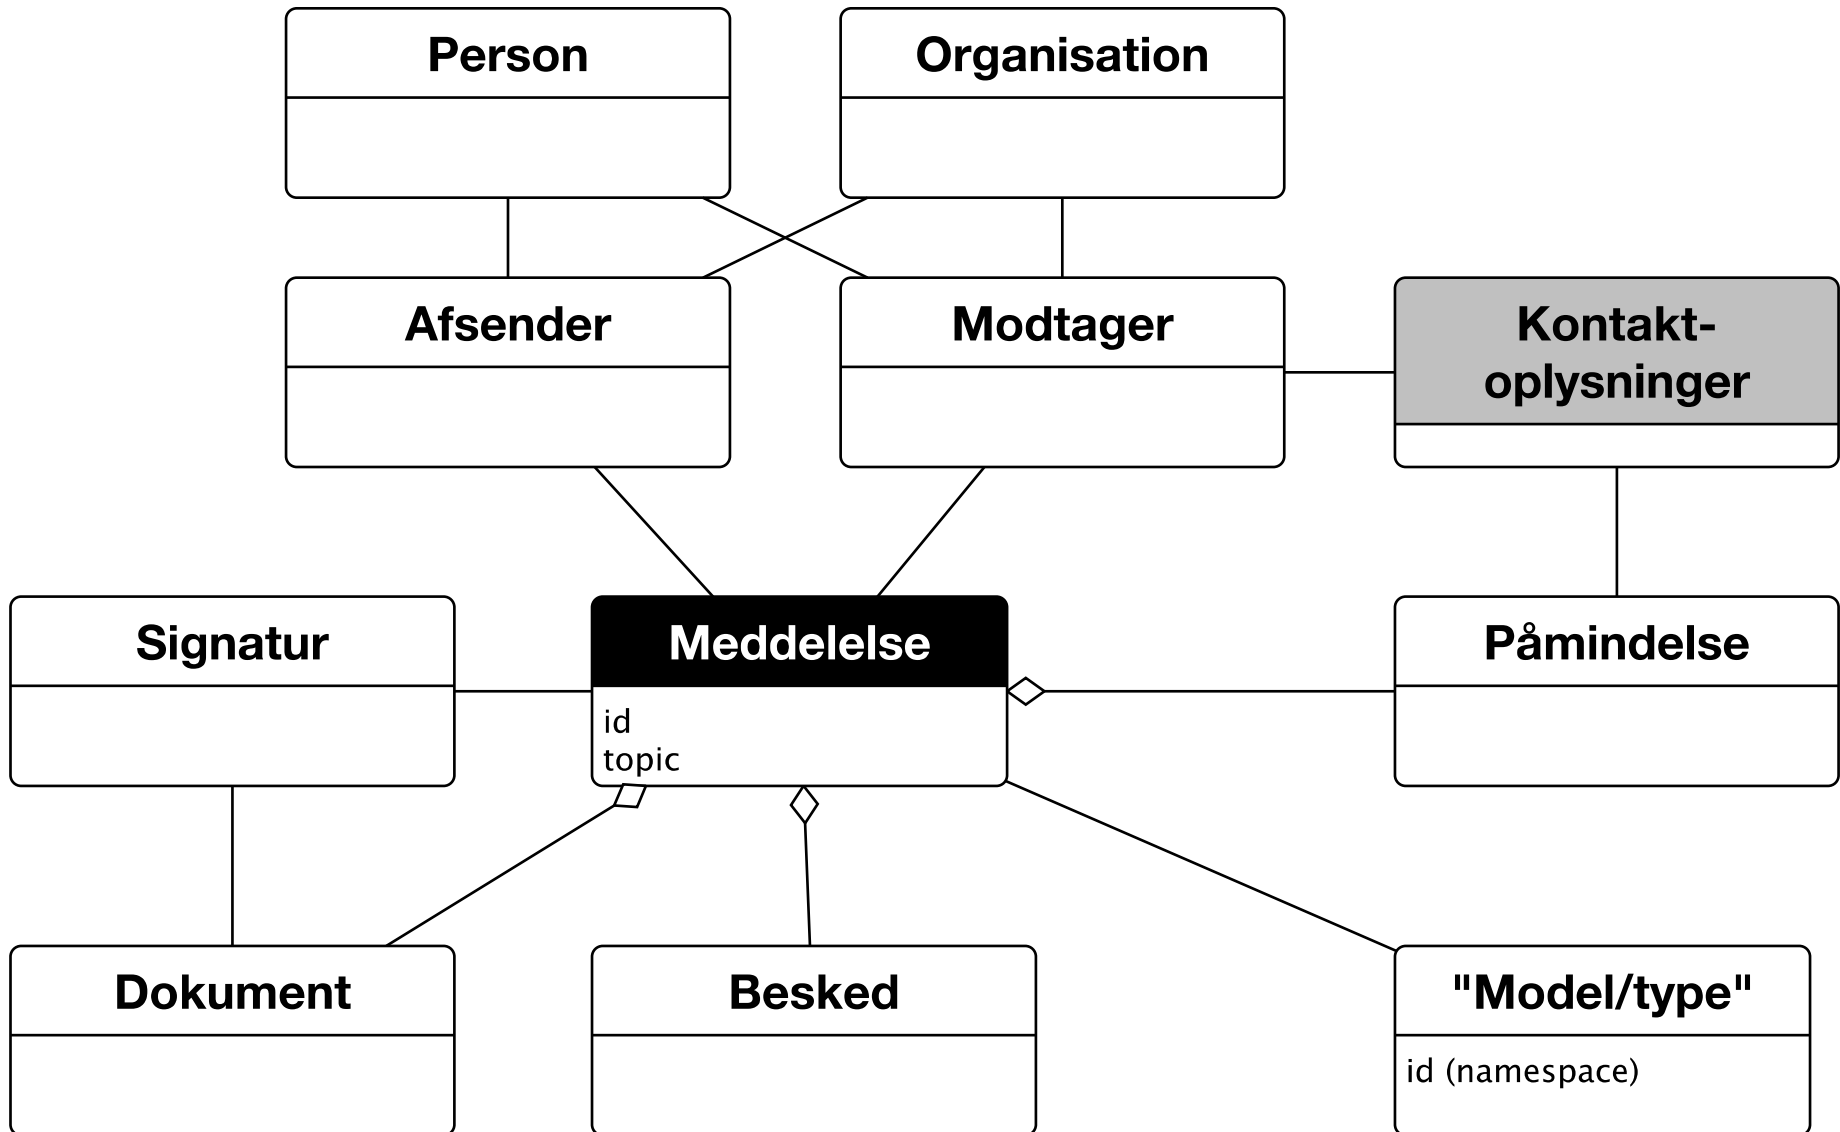 Person
Organisation
Afsender
Modtager
Kontakt-
oplysninger
Signatur
Meddelelse
id
topic
Påmindelse
Dokument
Besked
"Model/type"
id (namespace)